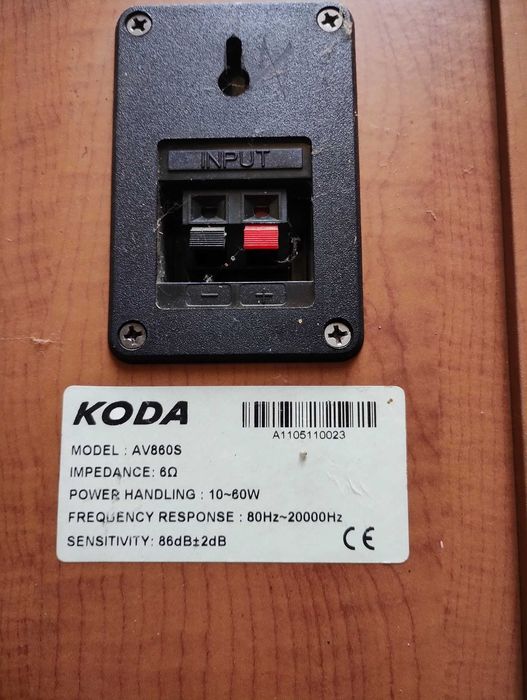 INPUT
− +
KODA
A1105110023
MODEL : AV860S
IMPEDANCE: 6Ω
POWER HANDLING : 10~60W
FREQUENCY RESPONSE : 80Hz~20000Hz
SENSITIVITY: 86dB±2dB
CE